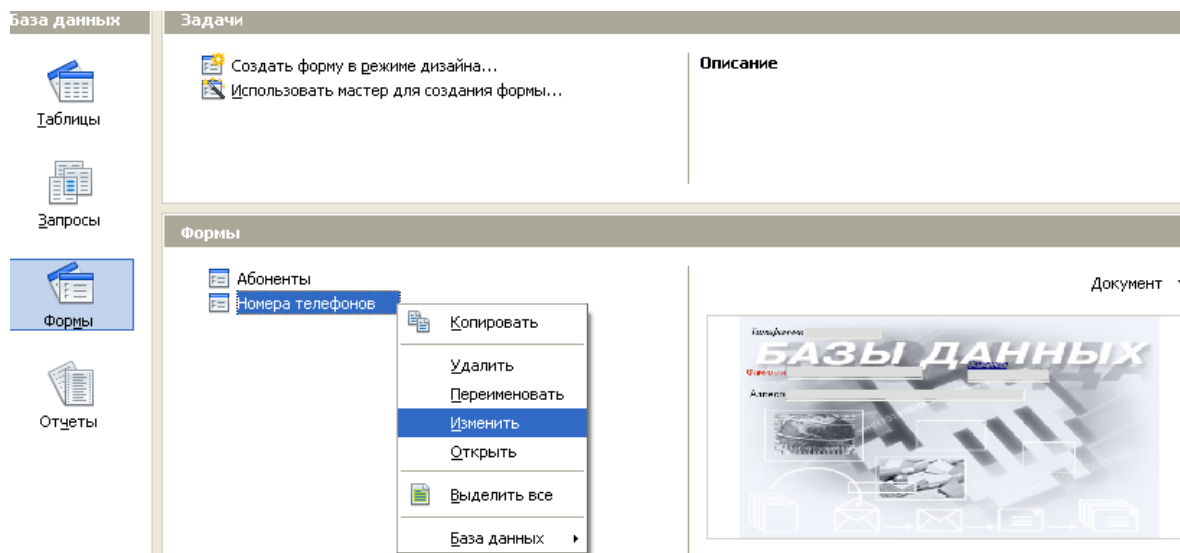 База данных
Таблицы
Запросы
Формы
Отчеты
Задачи
Создать форму в режиме дизайна...
Использовать мастер для создания формы...
Описание
Формы
Абоненты
Номера телефонов
Копировать
Удалить
Переименовать
Изменить
Открыть
Выделить все
База данных
Документ
БАЗЫ ДАННЫХ